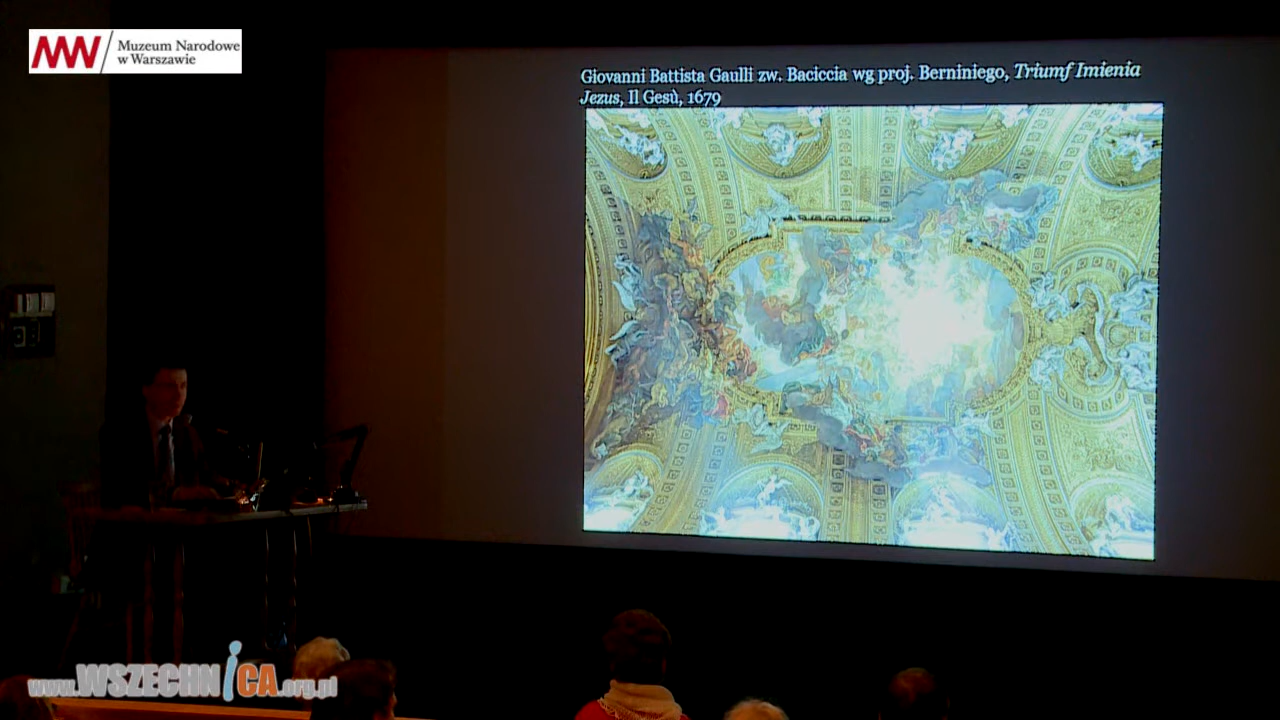 MNW
Muzeum Narodowe
w Warszawie
Giovanni Battista Gaulli zw. Baciccia wg proj. Berniniego, Triumf Imienia
Jezus, Il Gesù, 1679
www.WSZECHNICA.org.pl